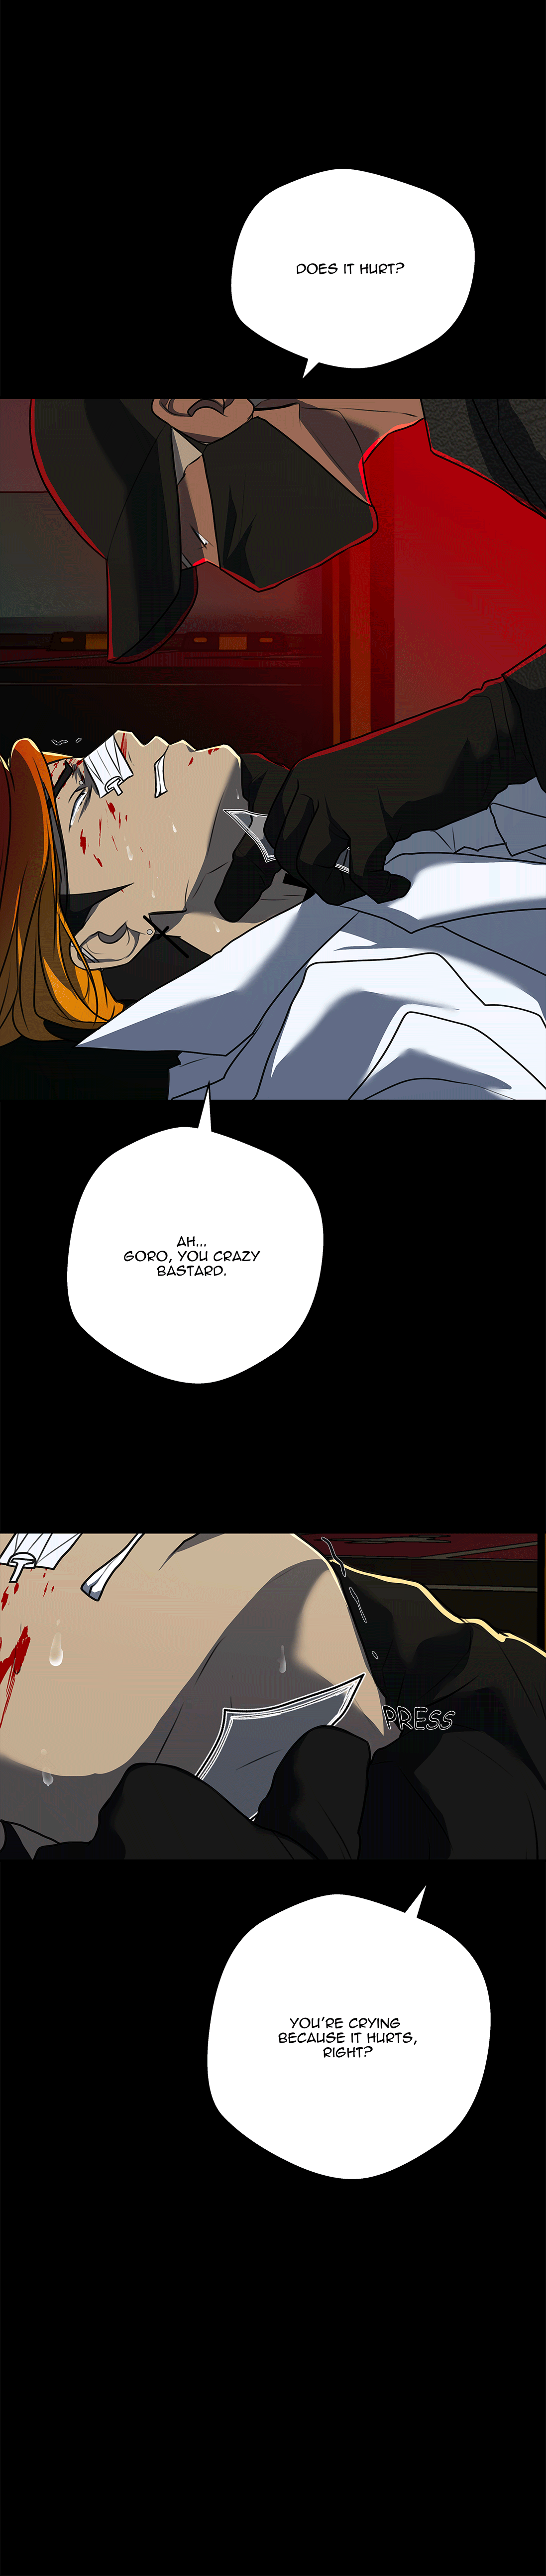 DOES IT HURT?
AH...
GORO, YOU CRAZY
BASTARD.
PRESS
YOU'RE CRYING
BECAUSE IT HURTS,
RIGHT?